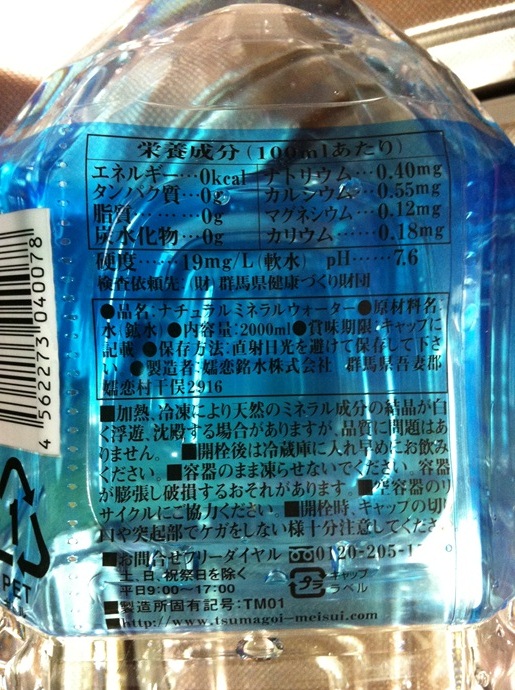 栄養成分(100mlあたり)
エネルギー…0kcal ナトリウム…0.40mg
タンパク質…0g カルシウム…0.55mg
脂質………0g マグネシウム…0.12mg
炭水化物…0g カリウム……0.18mg
硬度……19mg/L(軟水) pH……7.6
検査依頼先 (財)群馬県健康づくり財団
●品名:ナチュラルミネラルウォーター●原材料名:
水(鉱水)●内容量:2000ml●賞味期限:キャップに
記載 ●保存方法:直射日光を避けて保存して下さ
い ●製造者:嬬恋銘水株式会社 群馬県吾妻郡
嬬恋村干俣2916
■加熱、冷凍により天然のミネラル成分の結晶が白
く浮遊、沈殿する場合がありますが、品質に問題はあ
りません。■開栓後は冷蔵庫に入れ早めにお飲み
ください。■容器のまま凍らせないでください。容器
が膨張し破損するおそれがあります。■空容器のリ
サイクルにご協力ください。■開栓時、キャップの切
口や突起部でケガをしない様十分注意してくださ
■お問合せフリーダイヤル 0120-205-1
土、日、祝祭日を除く
平日9:00~17:00
プラ
キャップ
ラベル
■製造所固有記号:TM01
■http://www.tsumagoi-meisui.com
4 562273 040078
1
PET